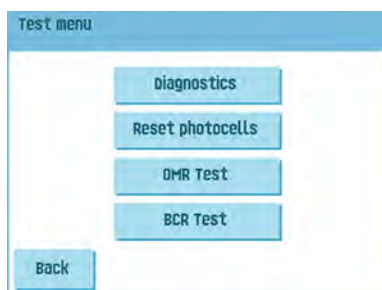 Test menu
Diagnostics
Reset photocells
OMR Test
BCR Test
Back